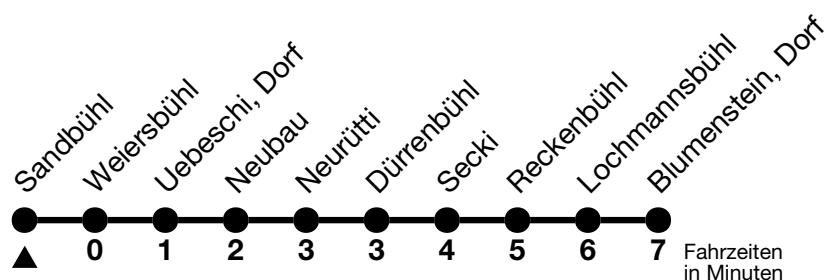 Sandbühl
Weiersbühl
Uebeschi, Dorf
Neubau
Neurütti
Dürrenbühl
Secki
Reckenbühl
Lochmannsbühl
Blumenstein, Dorf
0 1 2 3 3 4 5 6 7 Fahrzeiten
in Minuten